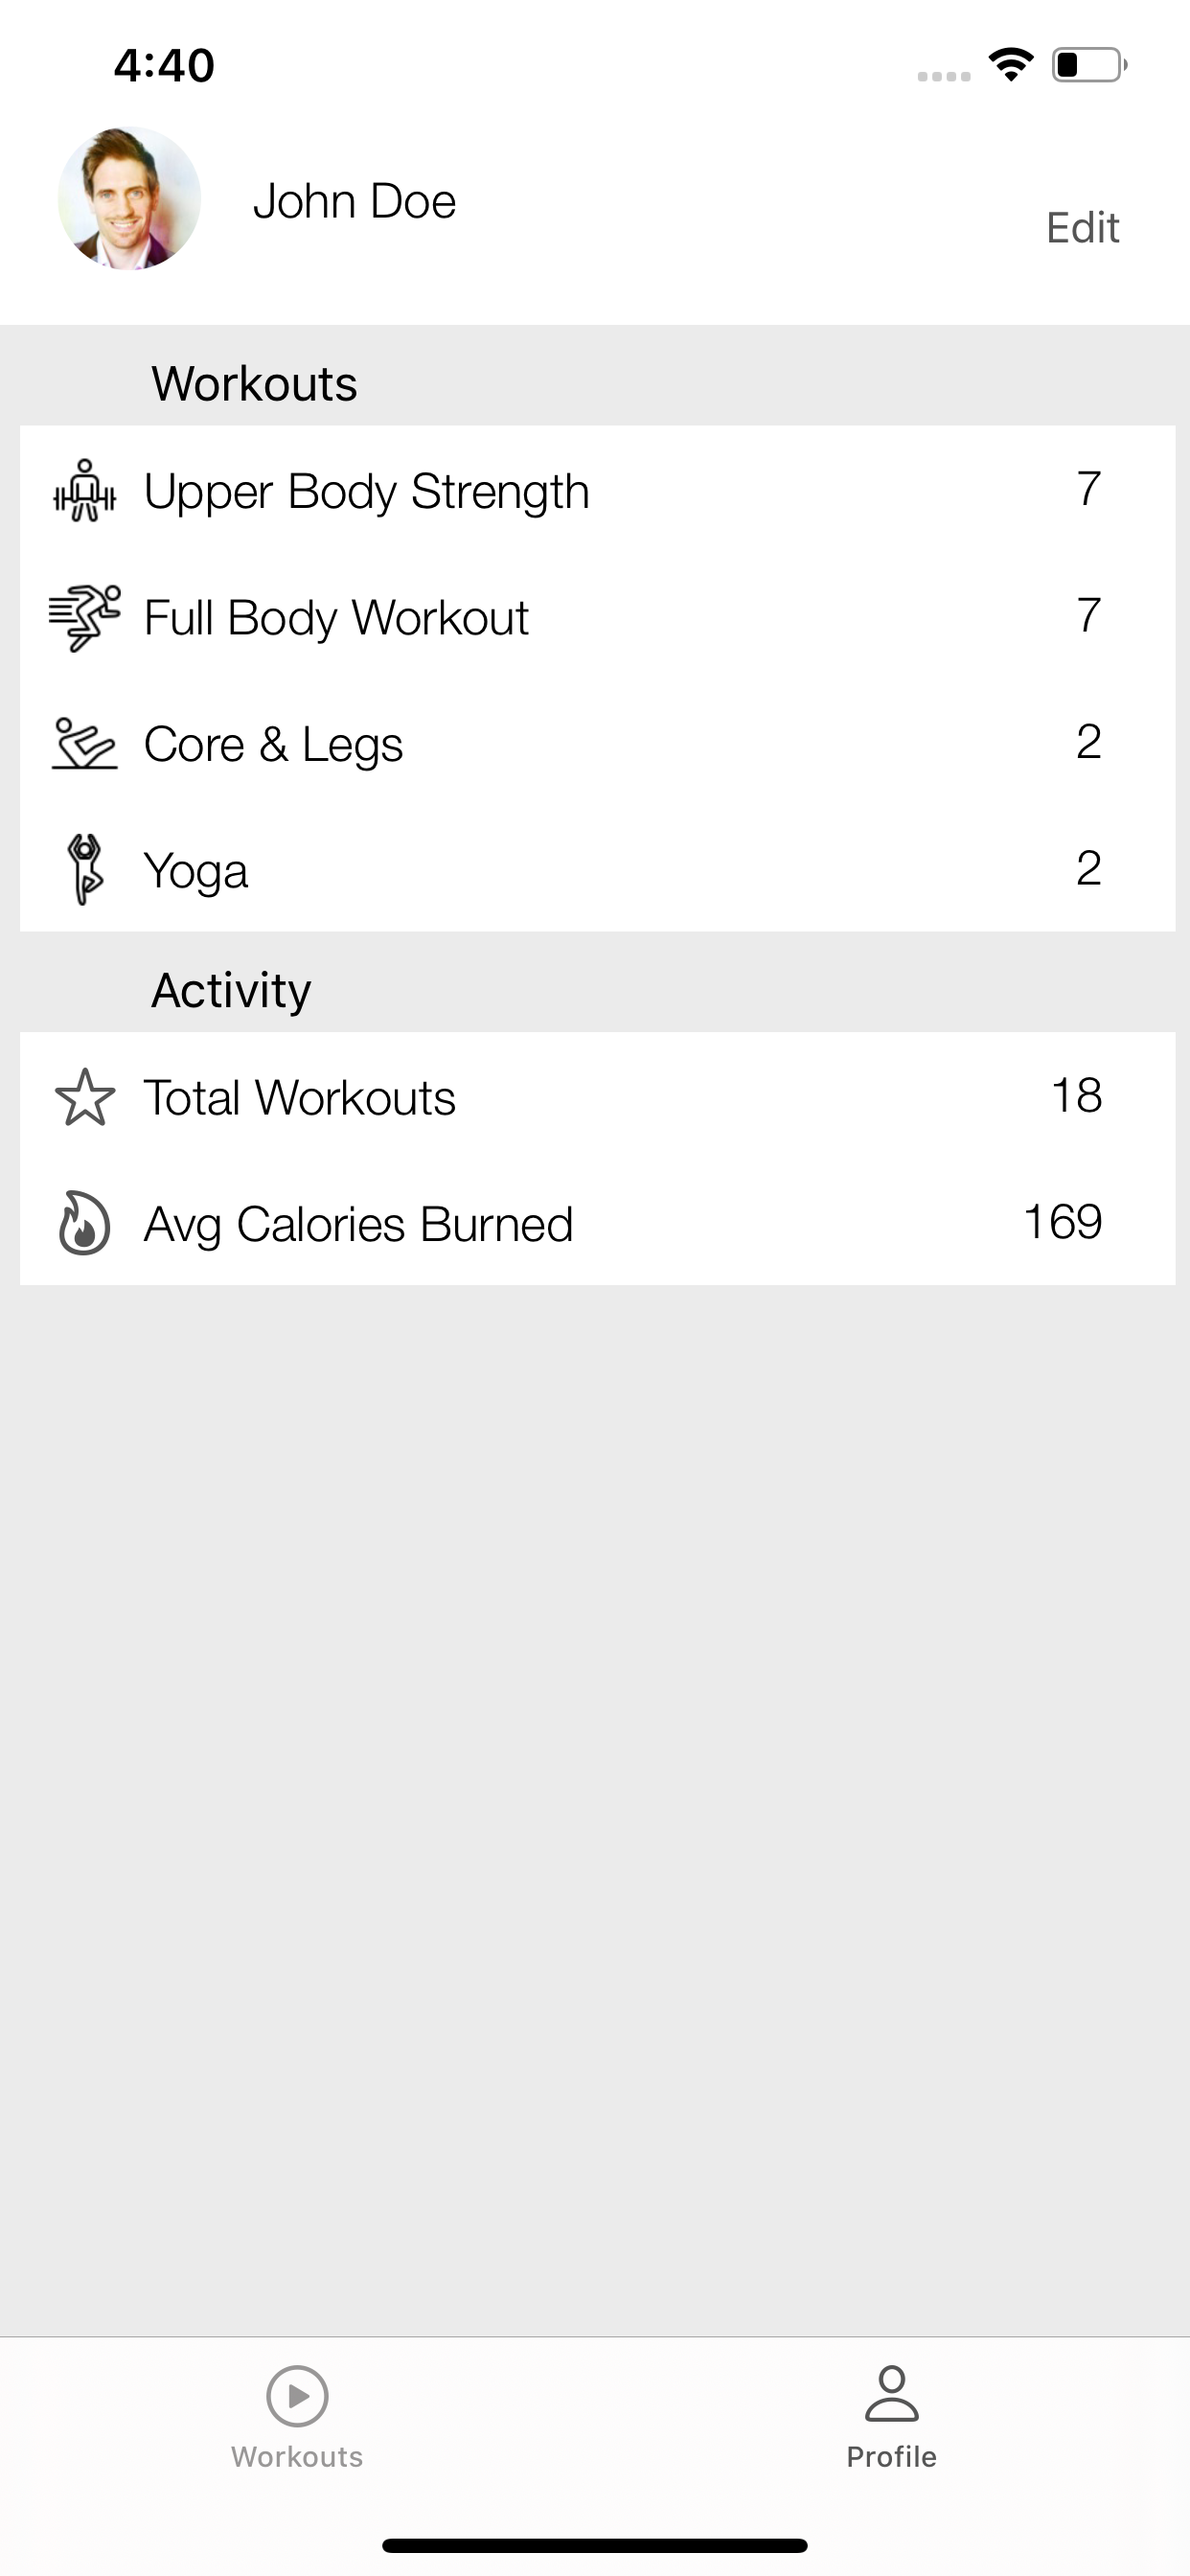 4:40
John Doe
Edit
Workouts
Upper Body Strength 7
Full Body Workout 7
Core & Legs 2
Yoga 2
Activity
Total Workouts 18
Avg Calories Burned 169
Workouts Profile